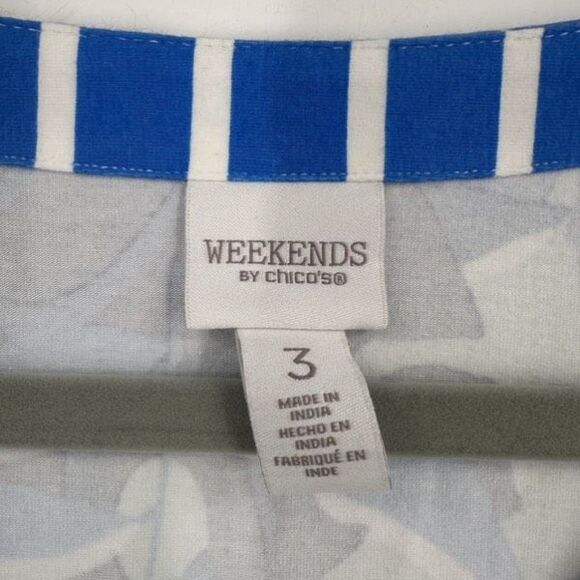 WEEKENDS
BY chico's®
3
MADE IN
INDIA
HECHO EN
INDIA
FABRIQUÉ EN
INDE